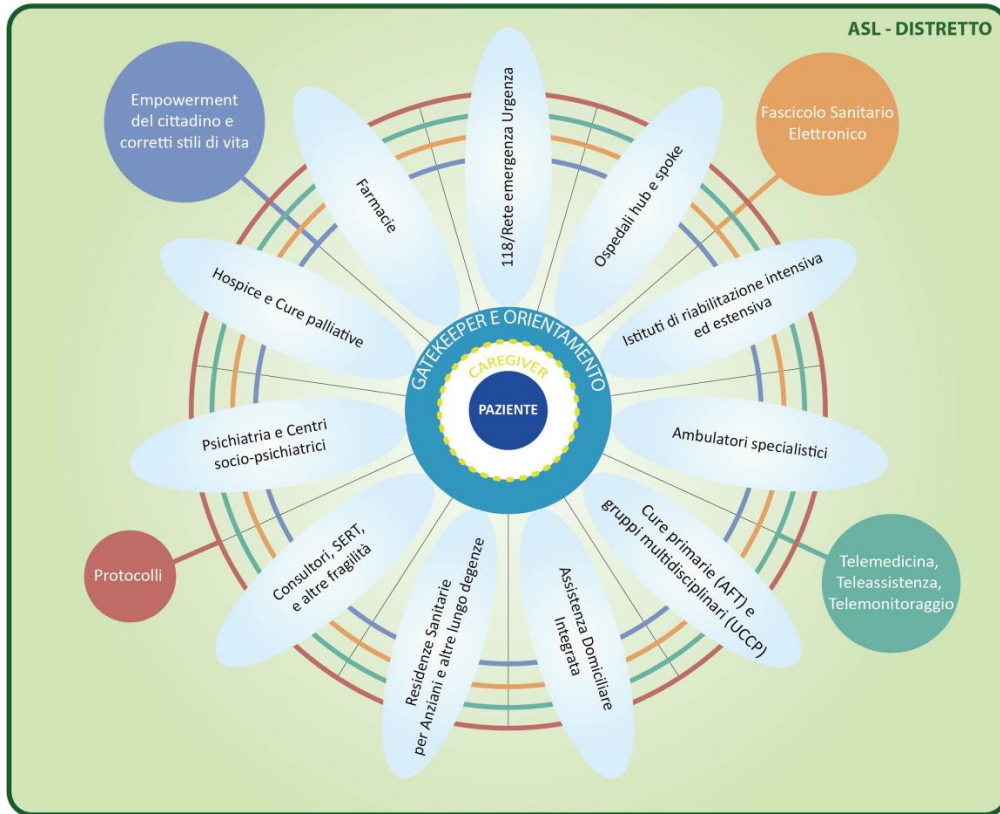 ASL - DISTRETTO
Empowerment
del cittadino e
corretti stili di vita
Fascicolo Sanitario
Elettronico
118/Rete emergenza Urgenza
Farmacie
Ospedali hub e spoke
Hospice e Cure palliative
Istituti di riabilitazione intensiva
ed estensiva
GATEKEEPER E ORIENTAMENTO
CAREGIVER
PAZIENTE
Psichiatria e Centri
socio-psichiatrici
Ambulatori specialistici
Protocolli
Consultori, SERT,
e altre fragilità
Residenze Sanitarie
per Anziani e altre lungo degenze
Assistenza Domiciliare
Integrata
Cure primarie (AFT) e
gruppi multidisciplinari (UCCP)
Telemedicina,
Teleassistenza,
Telemonitoraggio